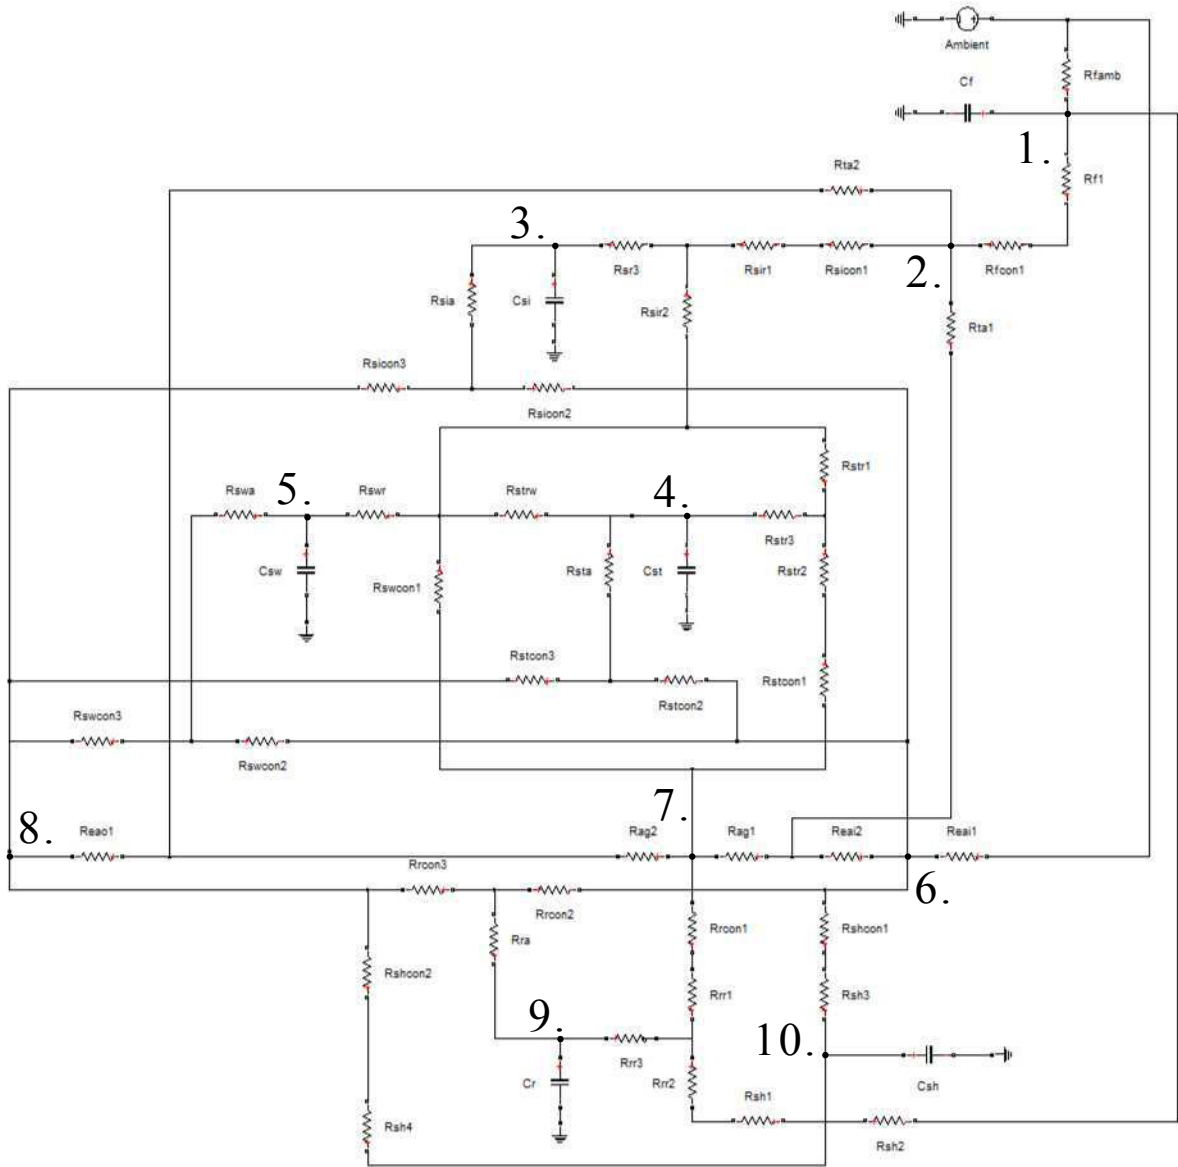 Ambient
Rfamb
Cf
1.
Rf1
Rta2
3.
Rsr3
Rsir1
Rsicon1
2.
Rfcon1
Rsia
Csi
Rsir2
Rta1
Rsicon3
Rsicon2
Rstr1
Rswa
5.
Rswr
Rstrw
4.
Rstr3
Csw
Rswcon1
Rsta
Cst
Rstr2
Rstcon3
Rstcon1
Rstcon2
Rswcon3
Rswcon2
7.
8.
Reao1
Rag2
Rag1
Reai2
Reai1
Rrcon3
6.
Rrcon2
Rrcon1
Rshcon1
Rra
Rshcon2
Rrr1
Rsh3
9.
10.
Rrr3
Cr
Rrr2
Csh
Rsh1
Rsh4
Rsh2